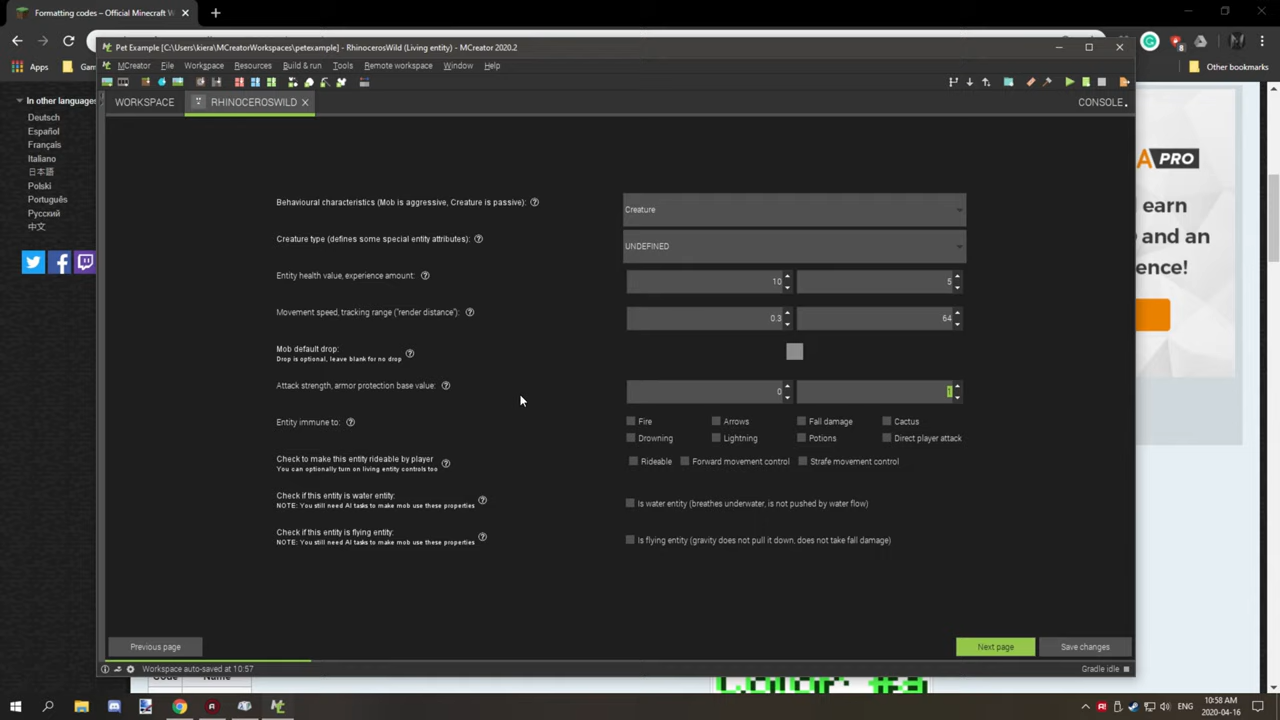 Formatting codes – Official Minecraft W
Apps
Gam
Other bookmarks
Pet Example [C:\Users\kiera\MCreatorWorkspaces\petexample] - RhinocerosWild (Living entity) - MCreator 2020.2
MCreator File Workspace Resources Build & run Tools Remote workspace Window Help
WORKSPACE RHINOCEROSWILD CONSOLE
In other languages
Deutsch
Español
Français
Italiano
日本語
Polski
Português
Русский
中文
Behavioural characteristics (Mob is aggressive, Creature is passive):
Creature
Creature type (defines some special entity attributes):
UNDEFINED
Entity health value, experience amount:
10 5
Movement speed, tracking range ("render distance"):
0.3 64
Mob default drop:
Drop is optional, leave blank for no drop
Attack strength, armor protection base value:
0 1
Entity immune to:
Fire Arrows Fall damage Cactus
Drowning Lightning Potions Direct player attack
Check to make this entity rideable by player
You can optionally turn on living entity controls too
Rideable Forward movement control Strafe movement control
Check if this entity is water entity:
NOTE: You still need AI tasks to make mob use these properties
Is water entity (breathes underwater, is not pushed by water flow)
Check if this entity is flying entity:
NOTE: You still need AI tasks to make mob use these properties
Is flying entity (gravity does not pull it down, does not take fall damage)
Previous page Next page Save changes
Workspace auto-saved at 10:57 Gradle idle
A PRO
earn
and an
ence!
Code Name
Color #a
ENG
10:58 AM
2020-04-16